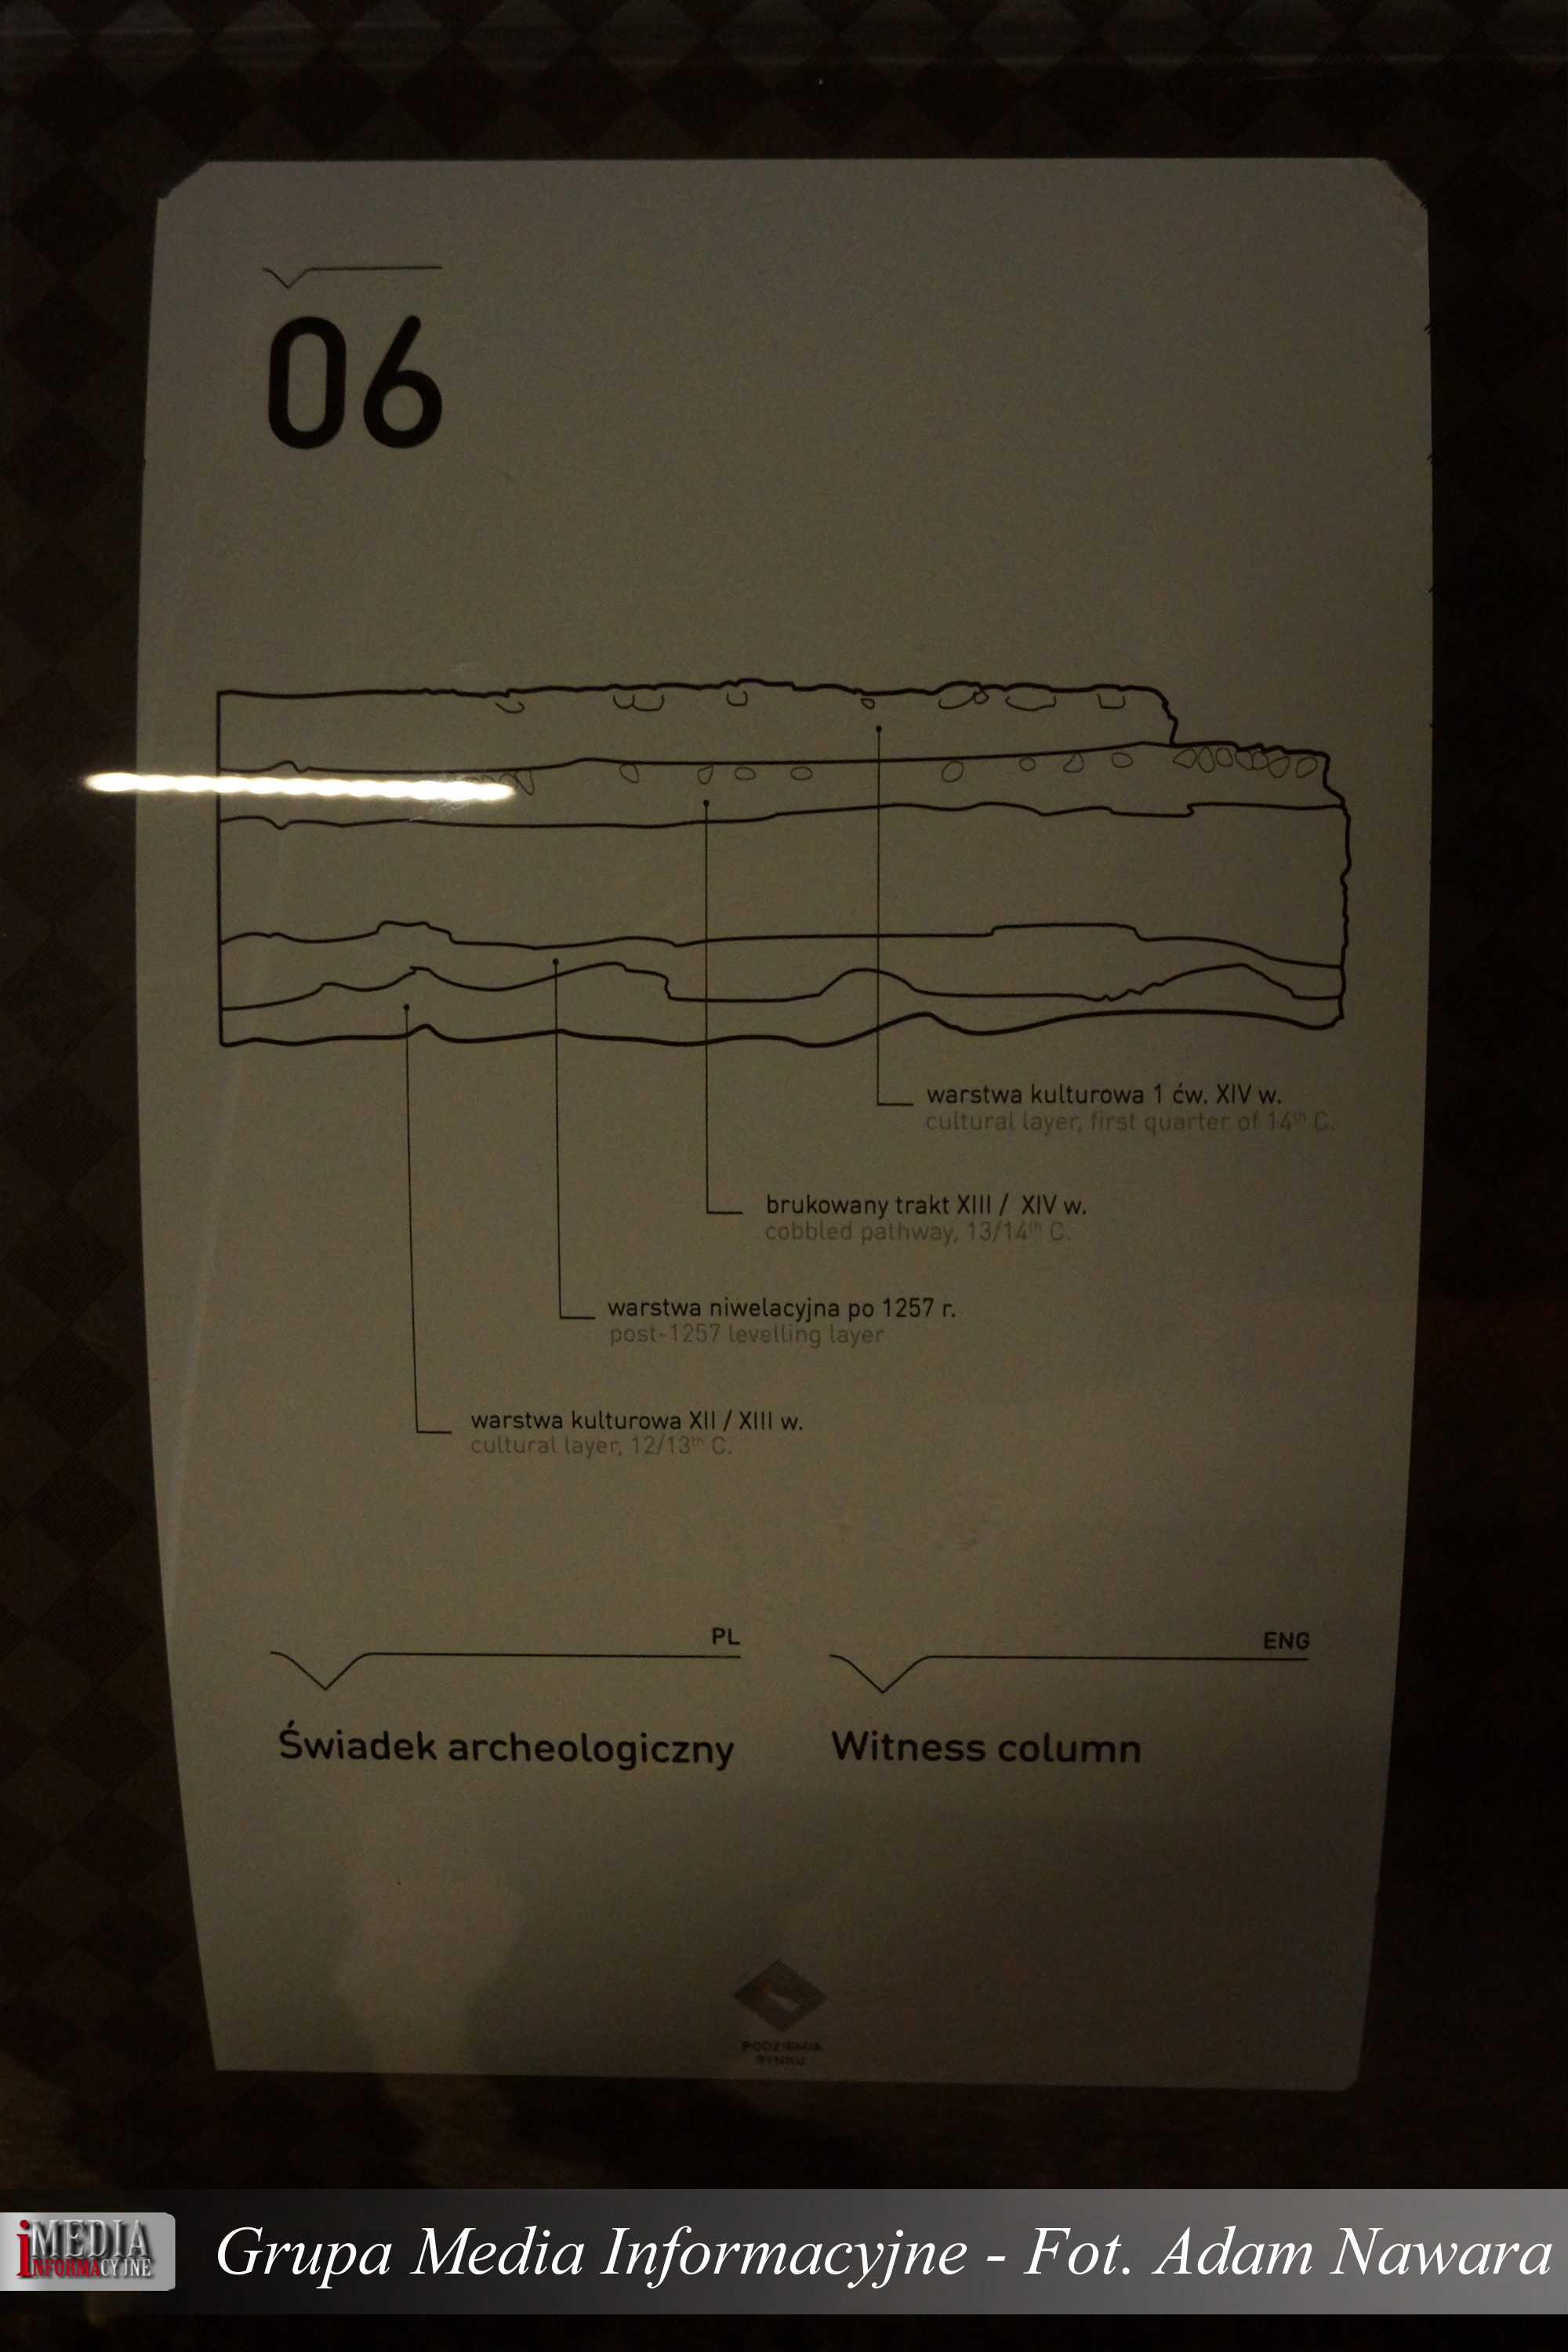 06
warstwa kulturowa 1 ćw. XIV w.
cultural layer, first quarter of 14th C.
brukowany trakt XIII / XIV w.
cobbled pathway, 13/14th C.
warstwa niwelacyjna po 1257 r.
post-1257 levelling layer
warstwa kulturowa XII / XIII w.
cultural layer, 12/13th C.
PL
Świadek archeologiczny
ENG
Witness column
PODZIEMIA
RYNKU
iMEDIA
INFORMACYJNE
Grupa Media Informacyjne - Fot. Adam Nawara